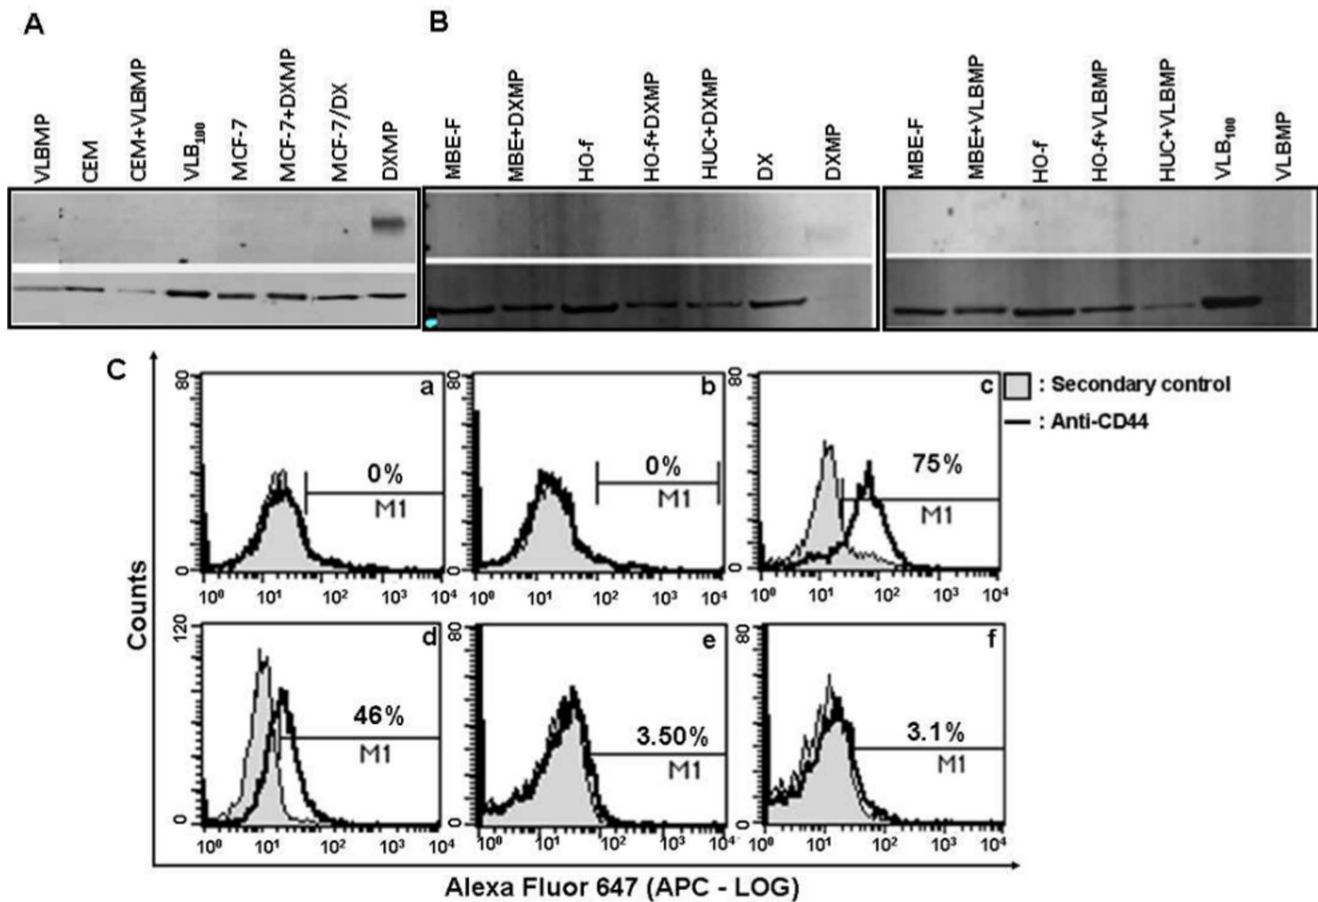 A
VLBMP
CEM
CEM+VLBMP
VLB₁₀₀
MCF-7
MCF-7+DXMP
MCF-7/DX
DXMP
B
MBE-F
MBE+DXMP
HO-f
HO-f+DXMP
HUC+DXMP
DX
DXMP
MBE-F
MBE+VLBMP
HO-f
HO-f+VLBMP
HUC+VLBMP
VLB₁₀₀
VLBMP
C
Counts
80
0
a
0%
M1
10⁰ 10¹ 10² 10³ 10⁴
80
0
b
0%
M1
10⁰ 10¹ 10² 10³ 10⁴
80
0
c
75%
M1
10⁰ 10¹ 10² 10³ 10⁴
: Secondary control
: Anti-CD44
120
0
d
46%
M1
10⁰ 10¹ 10² 10³ 10⁴
80
0
e
3.50%
M1
10⁰ 10¹ 10² 10³ 10⁴
80
0
f
3.1%
M1
10⁰ 10¹ 10² 10³ 10⁴
Alexa Fluor 647 (APC - LOG)